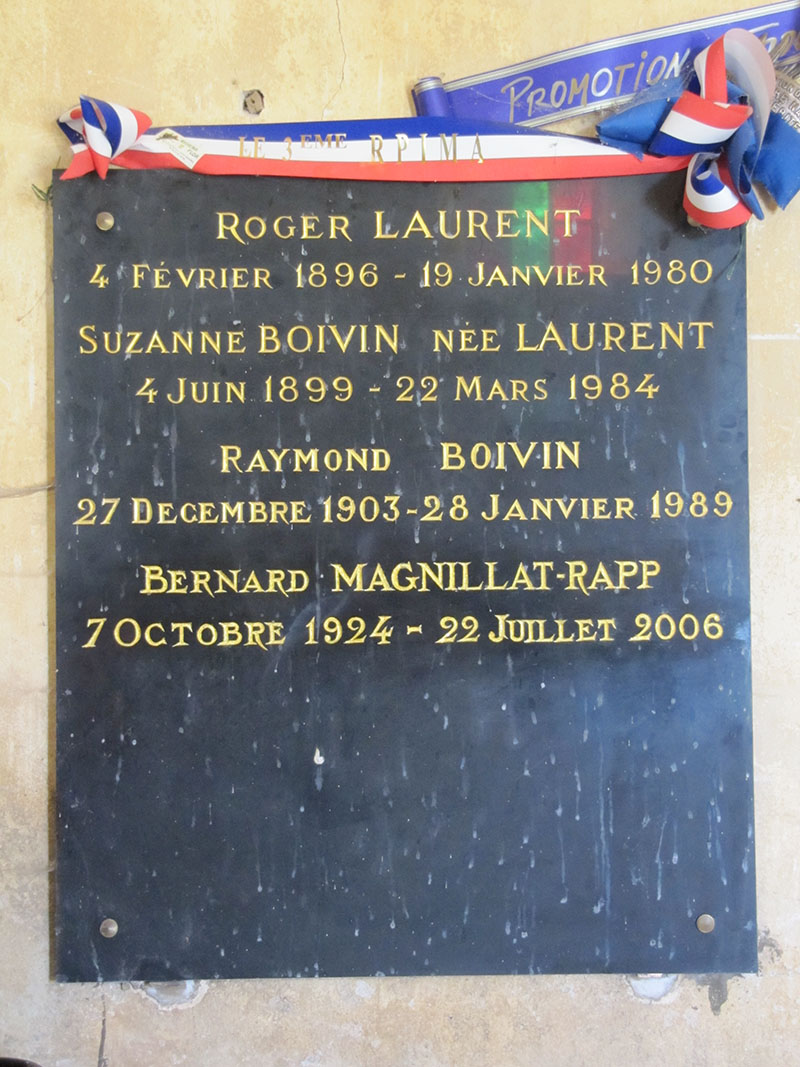 PROMOTION
LE 3EME RPIMA
ROGER LAURENT
4 FÉVRIER 1896 - 19 JANVIER 1980
SUZANNE BOIVIN NÉE LAURENT
4 JUIN 1899 - 22 MARS 1984
RAYMOND BOIVIN
27 DECEMBRE 1903-28 JANVIER 1989
BERNARD MAGNILLAT-RAPP
7 OCTOBRE 1924 - 22 JUILLET 2006